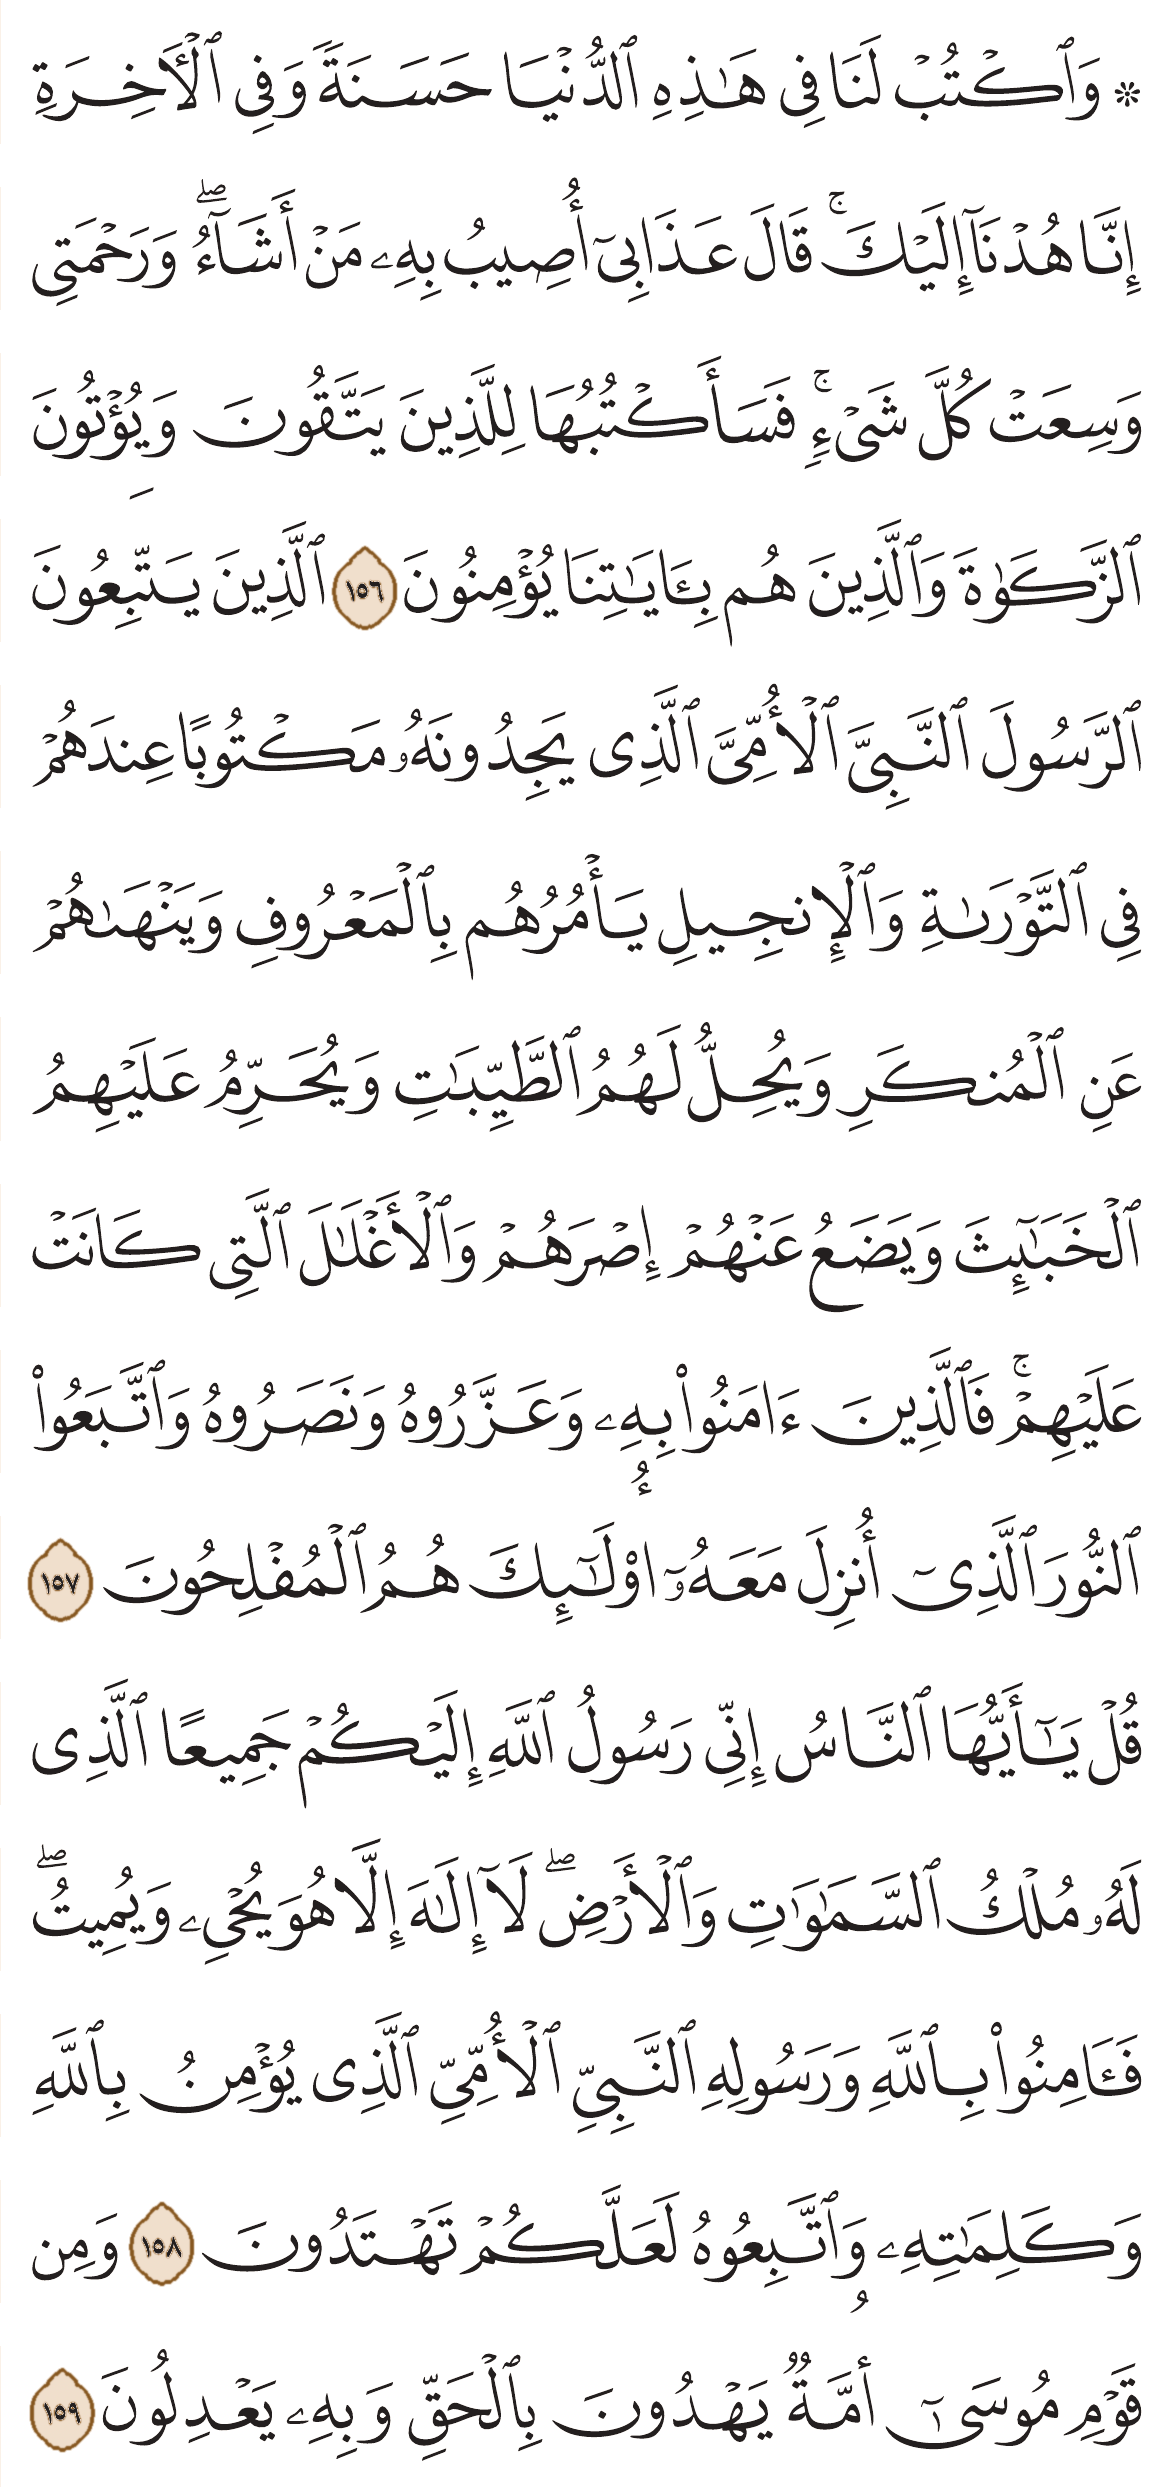 ۞ وَٱكۡتُبۡ لَنَا فِى هَـٰذِهِ ٱلدُّنۡيَا حَسَنَةً وَفِى ٱلۡأَخِرَةِ
إِنَّا هُدۡنَآ إِلَيۡكَ ۚ قَالَ عَذَابِىٓ أُصِيبُ بِهِۦ مَنۡ أَشَآءُ ۖ وَرَحۡمَتِى
وَسِعَتۡ كُلَّ شَىۡءٍ ۚ فَسَأَكۡتُبُهَا لِلَّذِينَ يَتَّقُونَ وَيُؤۡتُونَ
ٱلزَّكَوٰةَ وَٱلَّذِينَ هُم بِـَٔايَـٰتِنَا يُؤۡمِنُونَ ١٥٦ ٱلَّذِينَ يَتَّبِعُونَ
ٱلرَّسُولَ ٱلنَّبِىَّ ٱلۡأُمِّىَّ ٱلَّذِى يَجِدُونَهُۥ مَكۡتُوبًا عِندَهُمۡ
فِى ٱلتَّوۡرَىٰةِ وَٱلۡإِنجِيلِ يَأۡمُرُهُم بِٱلۡمَعۡرُوفِ وَيَنۡهَىٰهُمۡ
عَنِ ٱلۡمُنكَرِ وَيُحِلُّ لَهُمُ ٱلطَّيِّبَـٰتِ وَيُحَرِّمُ عَلَيۡهِمُ
ٱلۡخَبَـٰٓئِثَ وَيَضَعُ عَنۡهُمۡ إِصۡرَهُمۡ وَٱلۡأَغۡلَـٰلَ ٱلَّتِى كَانَتۡ
عَلَيۡهِمۡ ۚ فَٱلَّذِينَ ءَامَنُواْ بِهِۦ وَعَزَّرُوهُ وَنَصَرُوهُ وَٱتَّبَعُواْ
ٱلنُّورَ ٱلَّذِىٓ أُنزِلَ مَعَهُۥٓ أُوْلَـٰٓئِكَ هُمُ ٱلۡمُفۡلِحُونَ ١٥٧
قُلۡ يَـٰٓأَيُّهَا ٱلنَّاسُ إِنِّى رَسُولُ ٱللَّهِ إِلَيۡكُمۡ جَمِيعًا ٱلَّذِى
لَهُۥ مُلۡكُ ٱلسَّمَـٰوَٰتِ وَٱلۡأَرۡضِ ۖ لَآ إِلَـٰهَ إِلَّا هُوَ يُحۡىِۦ وَيُمِيتُ ۖ
فَـَٔامِنُواْ بِٱللَّهِ وَرَسُولِهِ ٱلنَّبِىِّ ٱلۡأُمِّىِّ ٱلَّذِى يُؤۡمِنُ بِٱللَّهِ
وَكَلِمَـٰتِهِۦ وَٱتَّبِعُوهُ لَعَلَّكُمۡ تَهۡتَدُونَ ١٥٨ وَمِن
قَوۡمِ مُوسَىٰٓ أُمَّةٌ يَهۡدُونَ بِٱلۡحَقِّ وَبِهِۦ يَعۡدِلُونَ ١٥٩